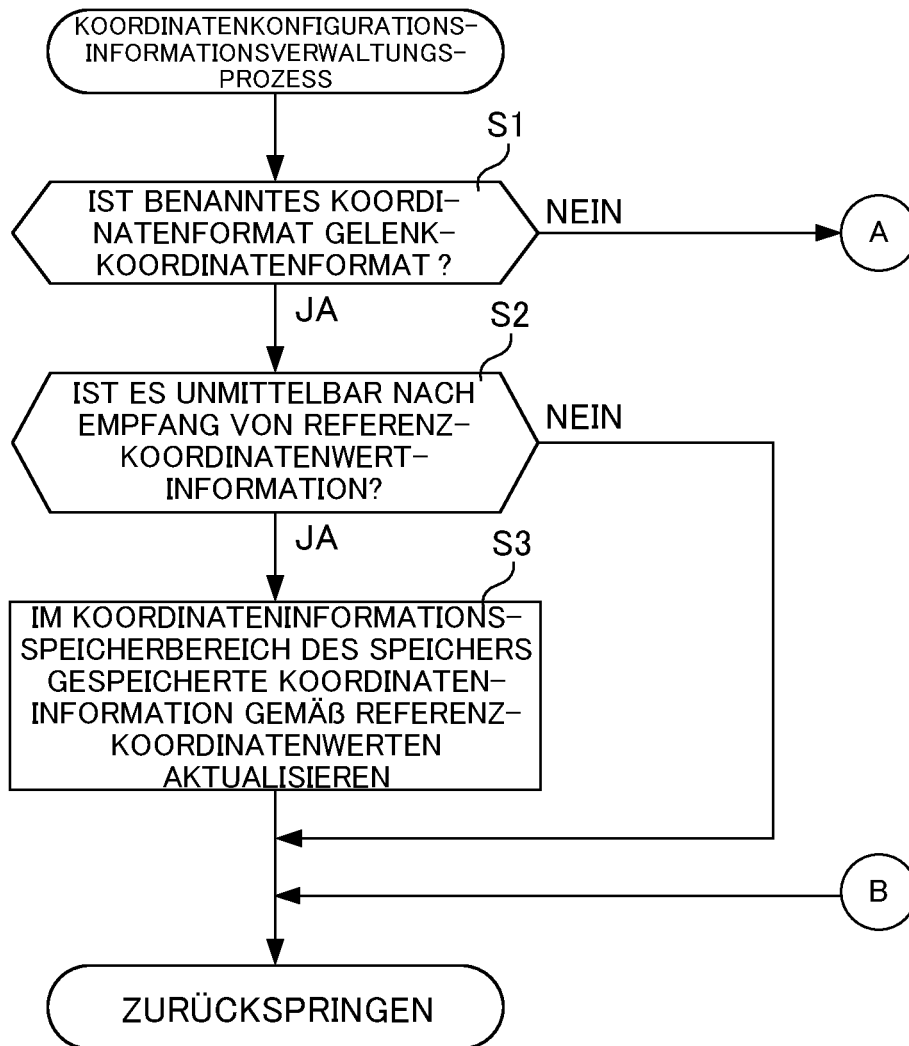 KOORDINATENKONFIGURATIONS-
INFORMATIONSVERWALTUNGS-
PROZESS
S1
IST BENANNTES KOORDI-
NATENFORMAT GELENK-
KOORDINATENFORMAT ?
NEIN
A
JA
S2
IST ES UNMITTELBAR NACH
EMPFANG VON REFERENZ-
KOORDINATENWERT-
INFORMATION?
NEIN
JA
S3
IM KOORDINATENINFORMATIONS-
SPEICHERBEREICH DES SPEICHERS
GESPEICHERTE KOORDINATEN-
INFORMATION GEMÄß REFERENZ-
KOORDINATENWERTEN
AKTUALISIEREN
B
ZURÜCKSPRINGEN